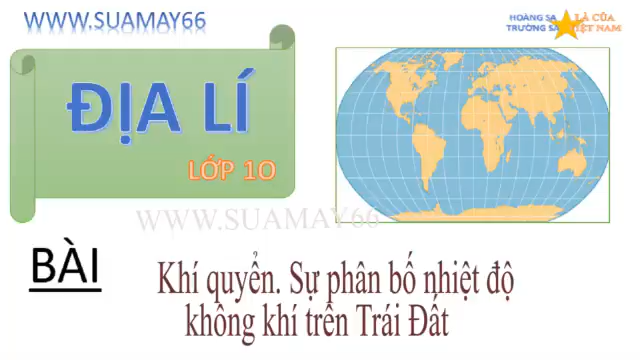 WWW.SUAMAY66
HOÀNG SA LÀ CỦA
TRƯỜNG SA VIỆT NAM
ĐỊA LÍ
LỚP 10
WWW.SUAMAY66
BÀI
Khí quyển. Sự phân bố nhiệt độ
không khí trên Trái Đất